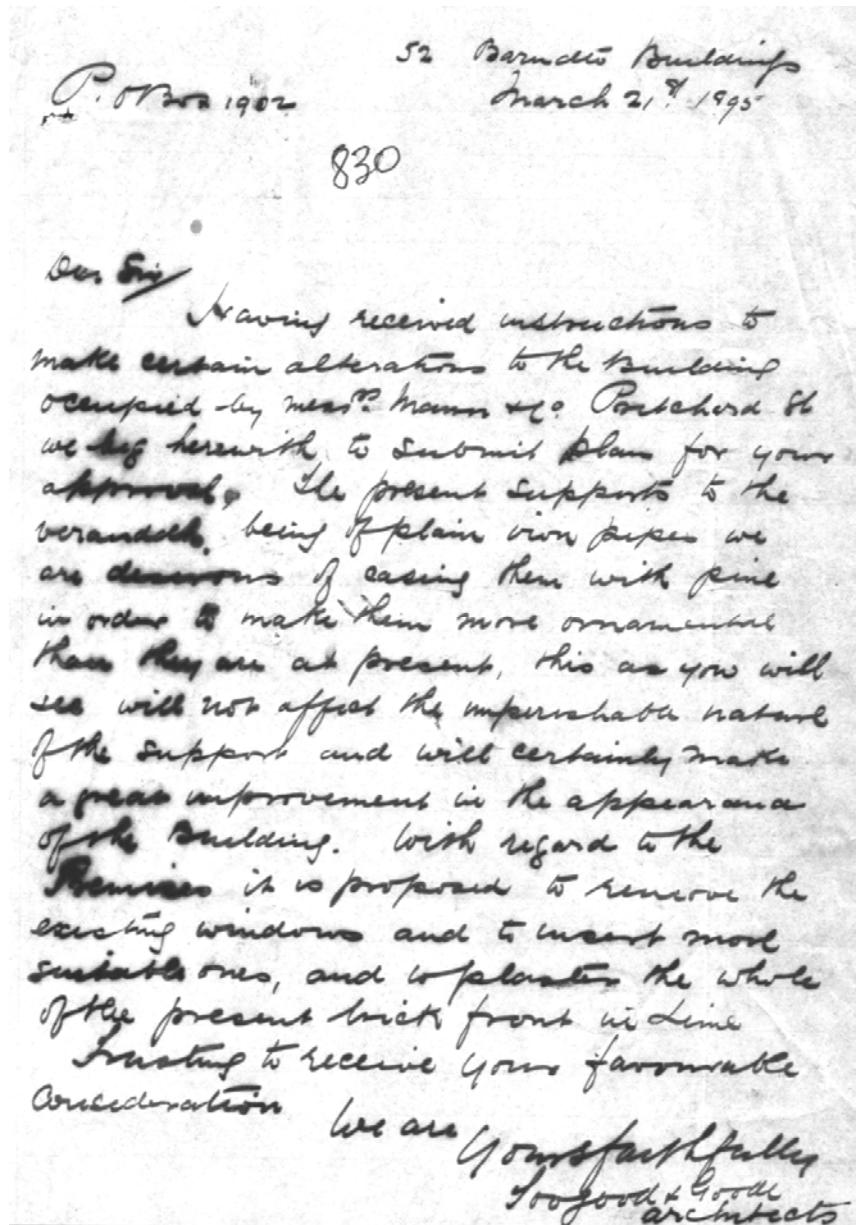 52 Barndto Buildings
P. O Box 1902
March 21st 1895
830
Dear Sir
Having received instructions to
make certain alterations to the Building
occupied by Messrs. Mann & Co. Pritchard St
we beg herewith to submit plan for your
approval. The present supports to the
verandah, being of plain iron pipes we
are desirous of casing them with pine
in order to make them more ornamental
than they are at present, this as you will
see will not affect the imperishable nature
of the support and will certainly make
a great improvement in the appearance
of the Building. With regard to the
Premises it is proposed to remove the
existing windows and to insert more
suitable ones, and to plaster the whole
of the present brick front in Lime
Trusting to receive your favourable
consideration
We are
Yours faithfully
Toogood & Goode
architects